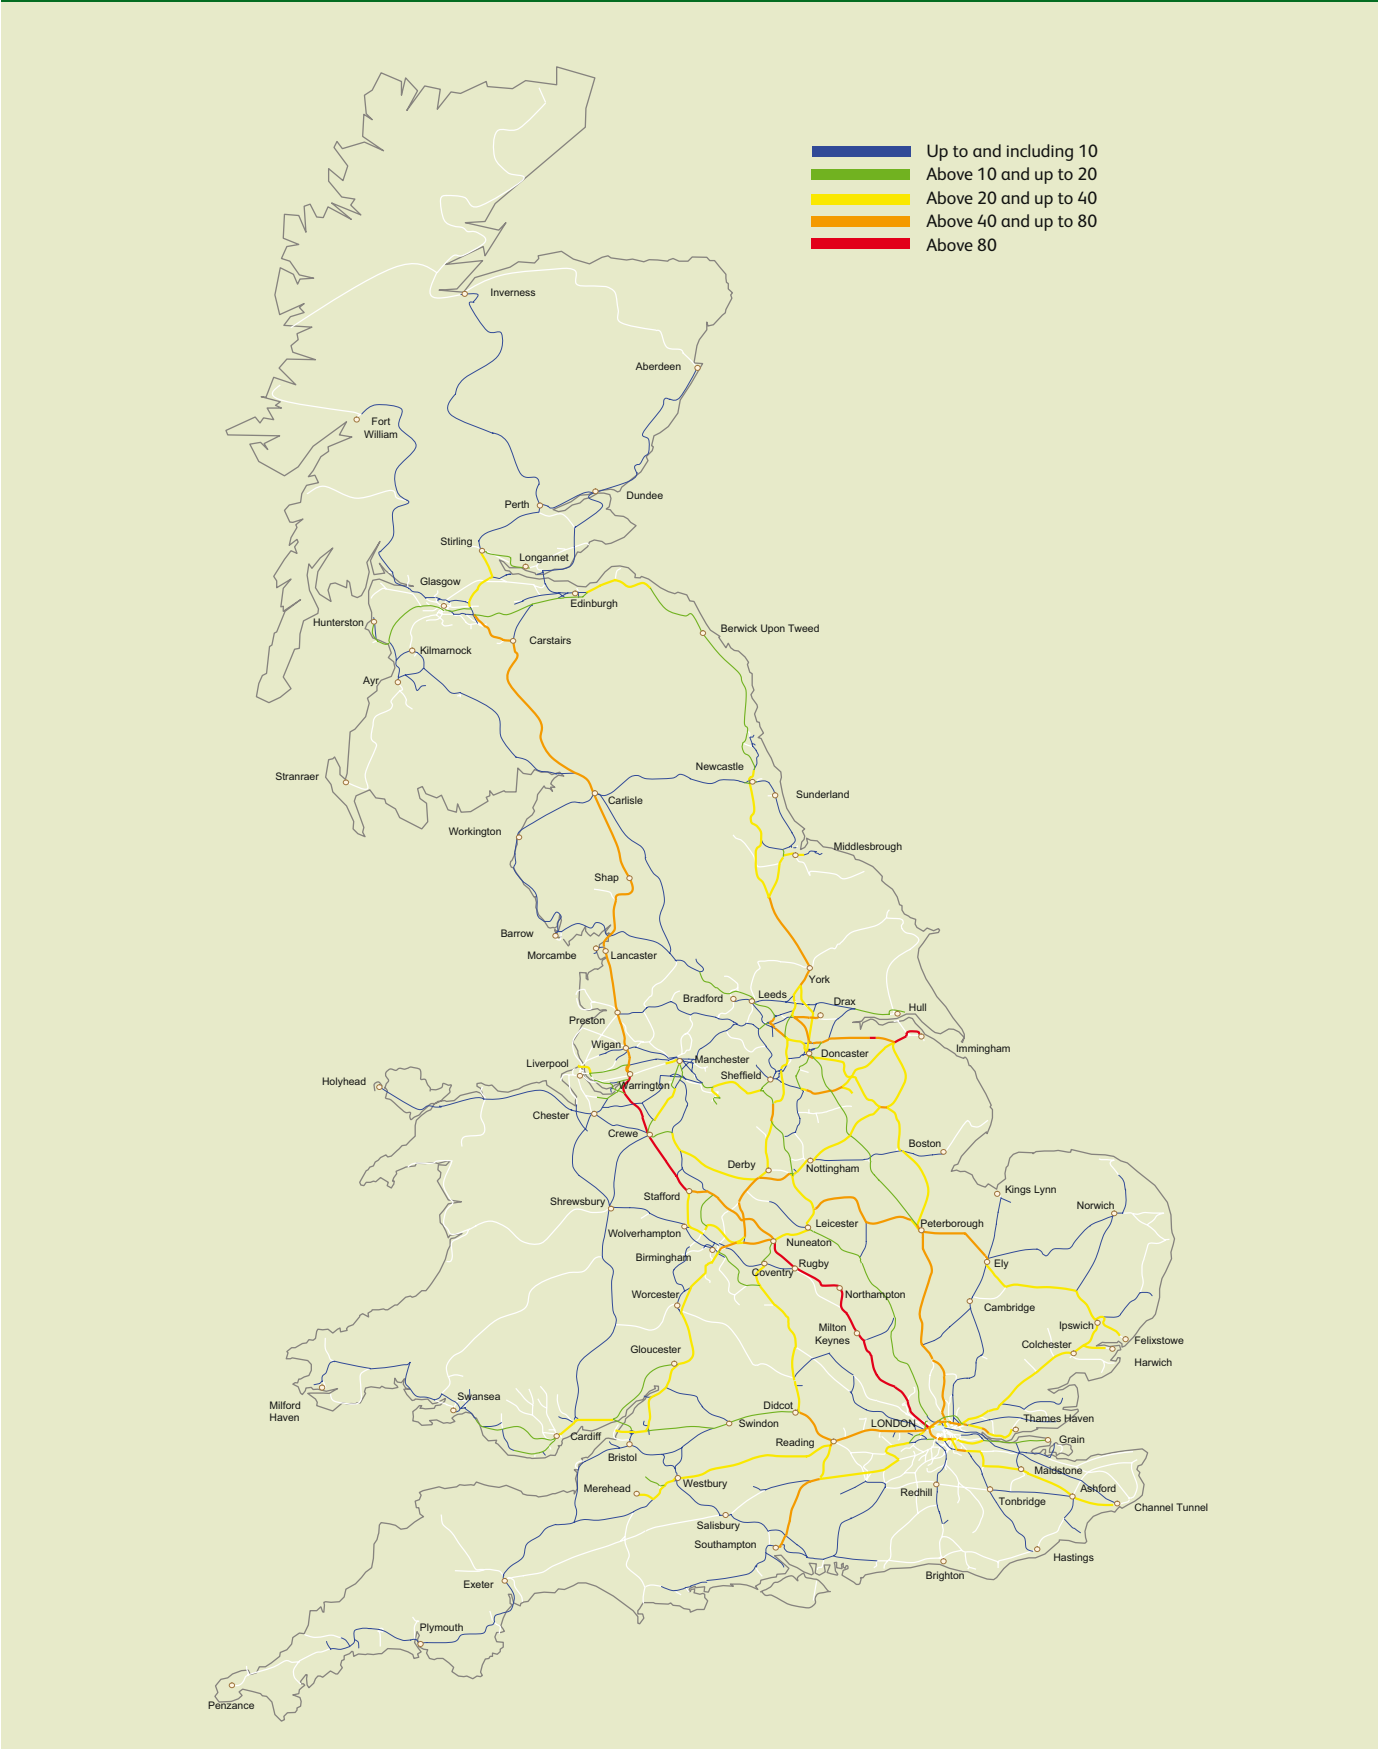 Up to and including 10
Above 10 and up to 20
Above 20 and up to 40
Above 40 and up to 80
Above 80
Inverness
Aberdeen
Fort
William
Dundee
Perth
Stirling
Longannet
Glasgow
Edinburgh
Hunterston
Berwick Upon Tweed
Carstairs
Kilmarnock
Ayr
Newcastle
Stranraer
Sunderland
Carlisle
Workington
Middlesbrough
Shap
Barrow
Morcambe
Lancaster
York
Leeds
Bradford
Drax
Hull
Preston
Wigan
Immingham
Doncaster
Manchester
Liverpool
Sheffield
Holyhead
Warrington
Chester
Crewe
Boston
Derby
Nottingham
Kings Lynn
Stafford
Shrewsbury
Norwich
Leicester
Peterborough
Wolverhampton
Nuneaton
Birmingham
Rugby
Ely
Coventry
Worcester
Northampton
Cambridge
Milton
Keynes
Ipswich
Felixstowe
Colchester
Gloucester
Harwich
Swansea
Milford
Haven
Didcot
Swindon
LONDON
Thames Haven
Cardiff
Grain
Reading
Bristol
Maidstone
Merehead
Westbury
Redhill
Ashford
Tonbridge
Channel Tunnel
Salisbury
Southampton
Hastings
Brighton
Exeter
Plymouth
Penzance